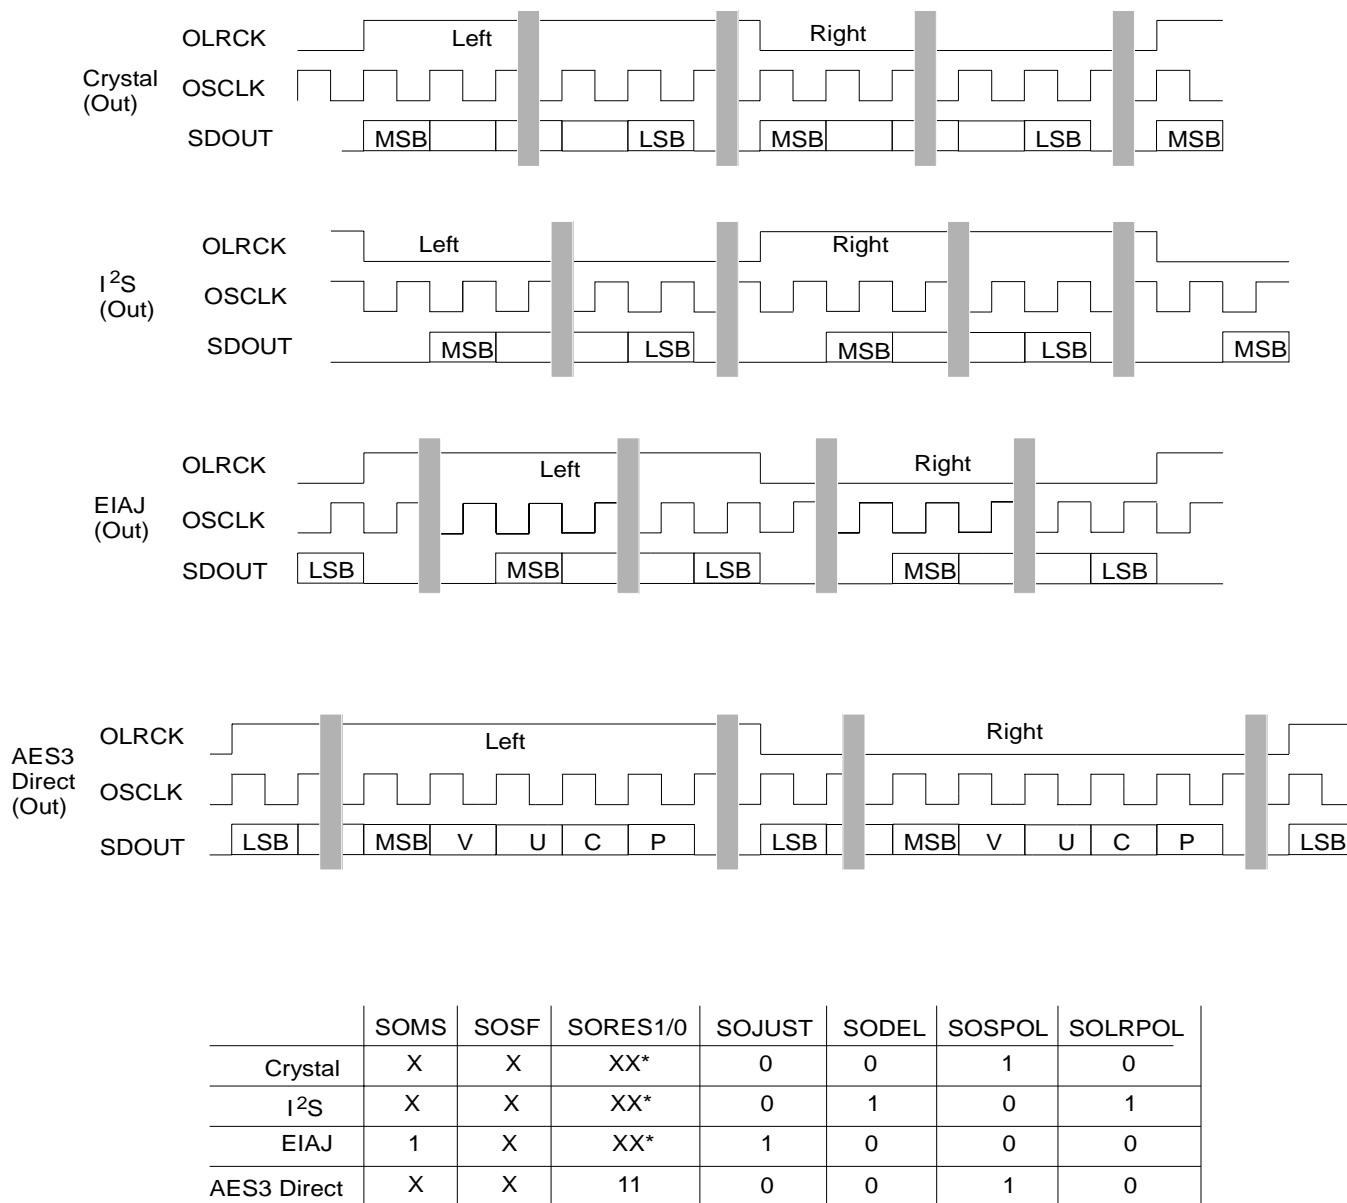 OLRCK Left Right
Crystal
(Out)
OSCLK
SDOUT MSB LSB MSB LSB MSB
OLRCK Left Right
I²S
(Out)
OSCLK
SDOUT MSB LSB MSB LSB MSB
OLRCK Left Right
EIAJ
(Out)
OSCLK
SDOUT LSB MSB LSB MSB LSB
OLRCK Left Right
AES3
Direct
(Out)
OSCLK
SDOUT LSB MSB V U C P LSB MSB V U C P LSB
SOMS SOSF SORES1/0 SOJUST SODEL SOSPOL SOLRPOL
Crystal X X XX* 0 0 1 0
I²S X X XX* 0 1 0 1
EIAJ 1 X XX* 1 0 0 0
AES3 Direct X X 11 0 0 1 0